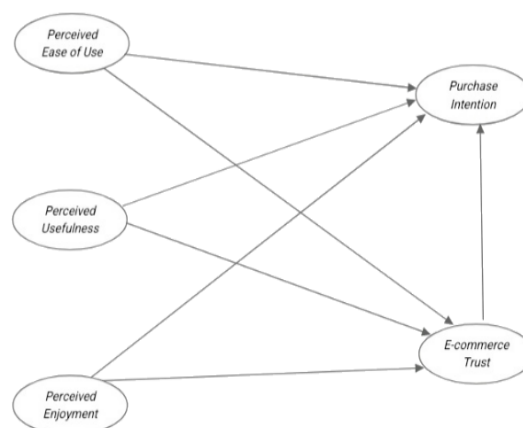 Perceived
Ease of Use
Purchase
Intention
Perceived
Usefulness
E-commerce
Trust
Perceived
Enjoyment